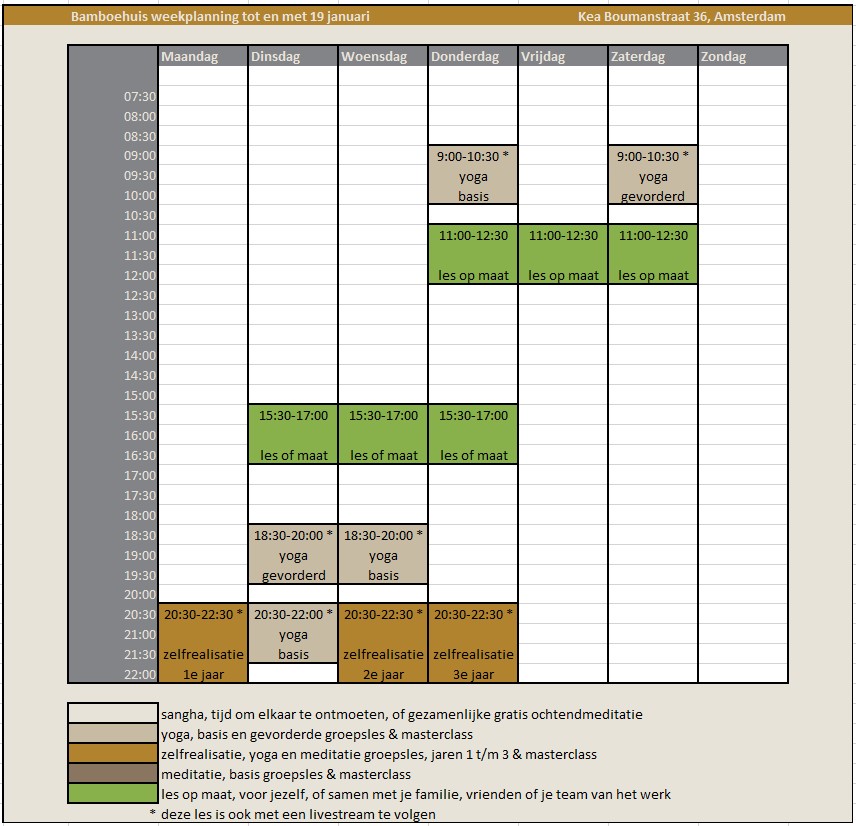 Bamboehuis weekplanning tot en met 19 januari Kea Boumanstraat 36, Amsterdam
Maandag Dinsdag Woensdag Donderdag Vrijdag Zaterdag Zondag
07:30
08:00
08:30
09:00 9:00-10:30 * 9:00-10:30 *
09:30 yoga yoga
10:00 basis gevorderd
10:30
11:00 11:00-12:30 11:00-12:30 11:00-12:30
11:30
12:00 les op maat les op maat les op maat
12:30
13:00
13:30
14:00
14:30
15:00
15:30 15:30-17:00 15:30-17:00 15:30-17:00
16:00
16:30 les of maat les of maat les of maat
17:00
17:30
18:00
18:30 18:30-20:00 * 18:30-20:00 *
19:00 yoga yoga
19:30 gevorderd basis
20:00
20:30 20:30-22:30 * 20:30-22:00 * 20:30-22:30 * 20:30-22:30 *
21:00 yoga
21:30 zelfrealisatie basis zelfrealisatie zelfrealisatie
22:00 1e jaar 2e jaar 3e jaar
sangha, tijd om elkaar te ontmoeten, of gezamenlijke gratis ochtendmeditatie
yoga, basis en gevorderde groepsles & masterclass
zelfrealisatie, yoga en meditatie groepsles, jaren 1 t/m 3 & masterclass
meditatie, basis groepsles & masterclass
les op maat, voor jezelf, of samen met je familie, vrienden of je team van het werk
* deze les is ook met een livestream te volgen